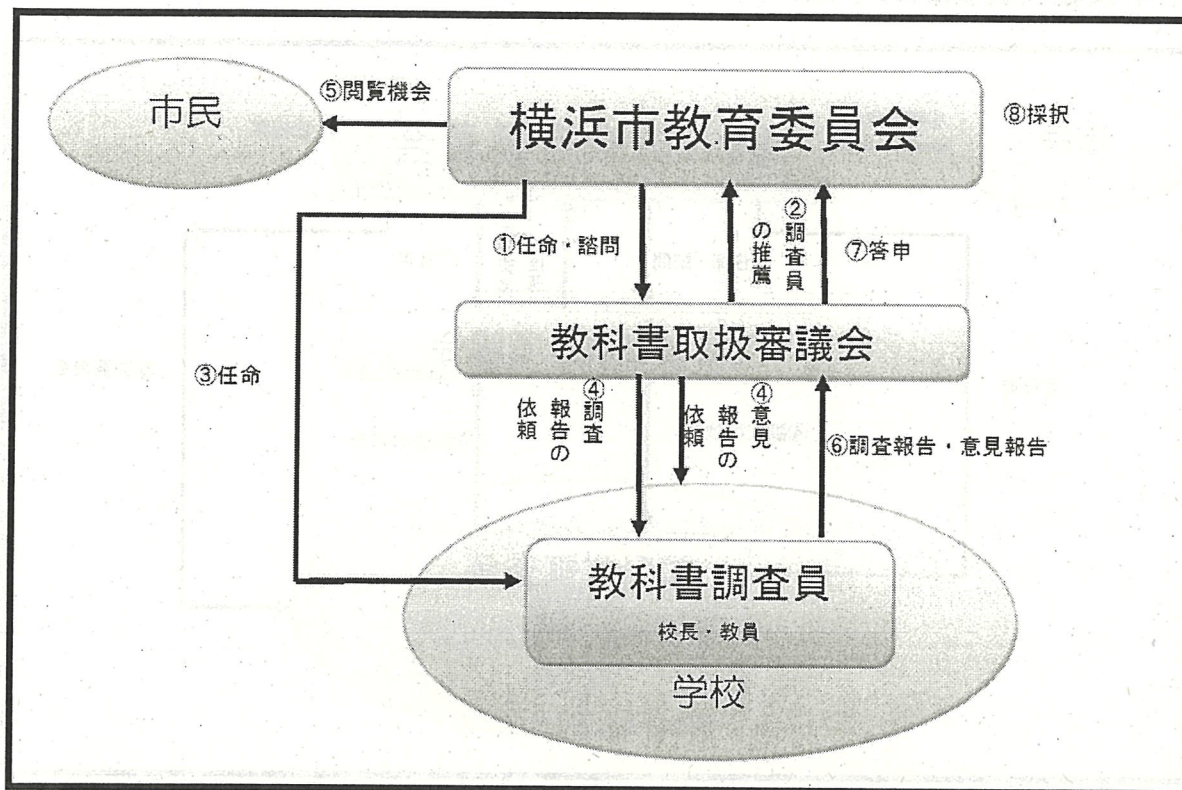 市民
⑤閲覧機会
横浜市教育委員会
⑧採択
①任命・諮問
②調査員
の推薦
⑦答申
教科書取扱審議会
③任命
④調査
報告の
依頼
④意見
報告の
依頼
⑥調査報告・意見報告
教科書調査員
校長・教員
学校